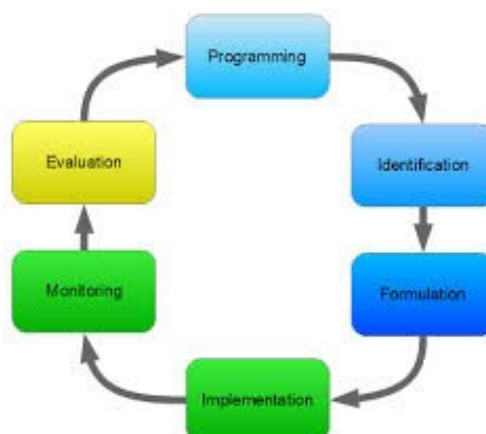 Programming
Identification
Formulation
Implementation
Monitoring
Evaluation